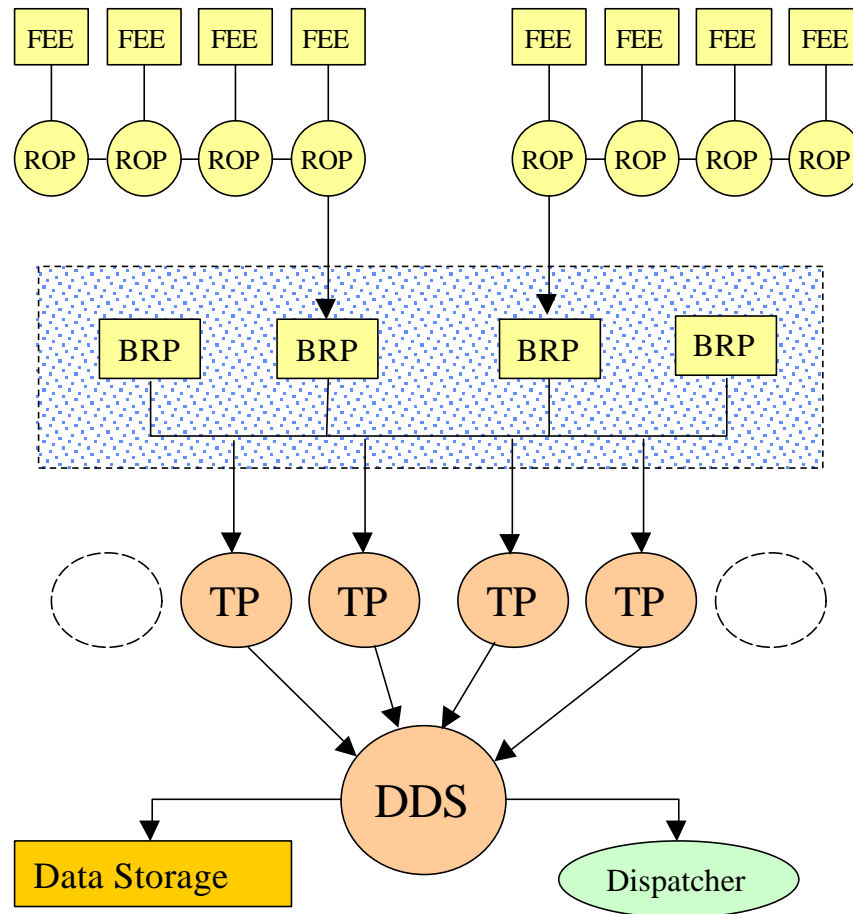 FEE FEE FEE FEE FEE FEE FEE FEE
ROP ROP ROP ROP ROP ROP ROP ROP
BRP BRP BRP BRP
TP TP TP TP
DDS
Data Storage
Dispatcher